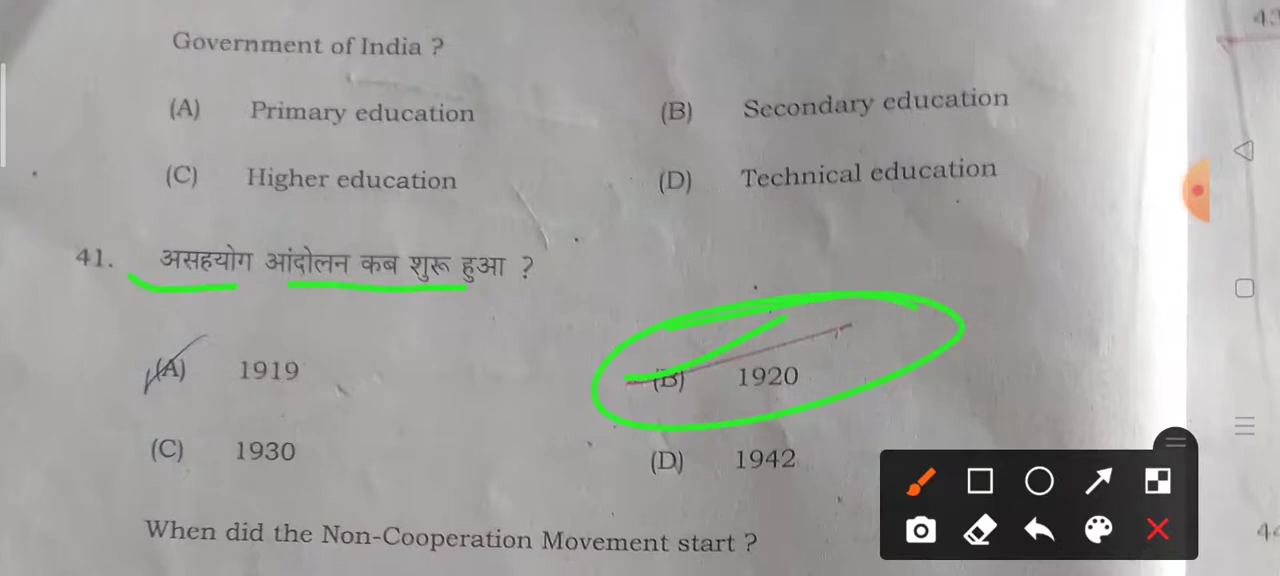 Government of India ?
(A) Primary education (B) Secondary education
(C) Higher education (D) Technical education
41. असहयोग आंदोलन कब शुरू हुआ ?
(A) 1919 (B) 1920
(C) 1930 (D) 1942
When did the Non-Cooperation Movement start ?